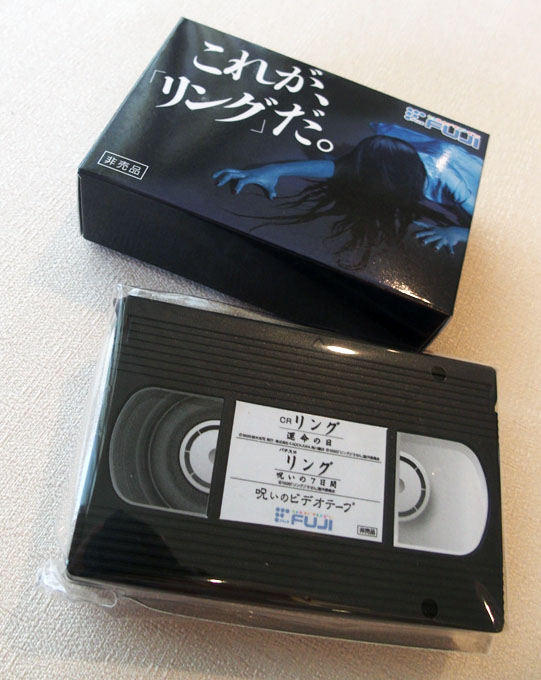 これが、
「リング」だ。
FUJI
非売品
CR リング
運命の日
パチスロ
リング
呪いの7日間
呪いのビデオテープ
FUJI
非売品